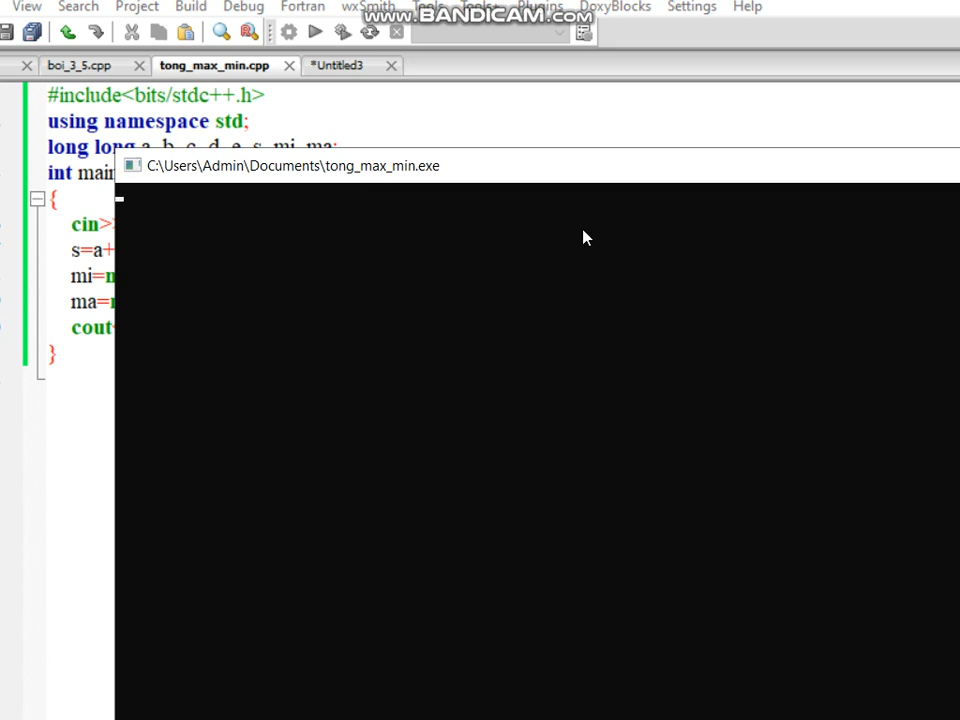 View Search Project Build Debug Fortran wxSmith Tools Tools+ Plugins DoxyBlocks Settings Help
www.BANDICAM.com
boi_3_5.cpp tong_max_min.cpp *Untitled3
#include<bits/stdc++.h>
using namespace std;
long long a, b, c, d, e, s, mi, ma;
int main
C:\Users\Admin\Documents\tong_max_min.exe
{
cin>
s=a+
mi=
ma=
cout
}